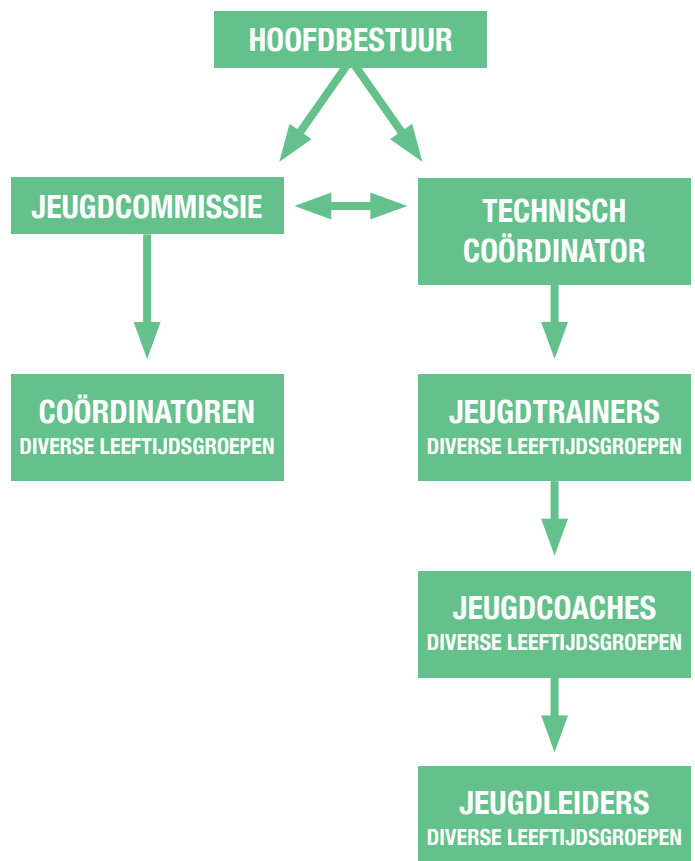 HOOFDBESTUUR
JEUGDCOMMISSIE
TECHNISCH
COÖRDINATOR
COÖRDINATOREN
DIVERSE LEEFTIJDSGROEPEN
JEUGDTRAINERS
DIVERSE LEEFTIJDSGROEPEN
JEUGDCOACHES
DIVERSE LEEFTIJDSGROEPEN
JEUGDLEIDERS
DIVERSE LEEFTIJDSGROEPEN